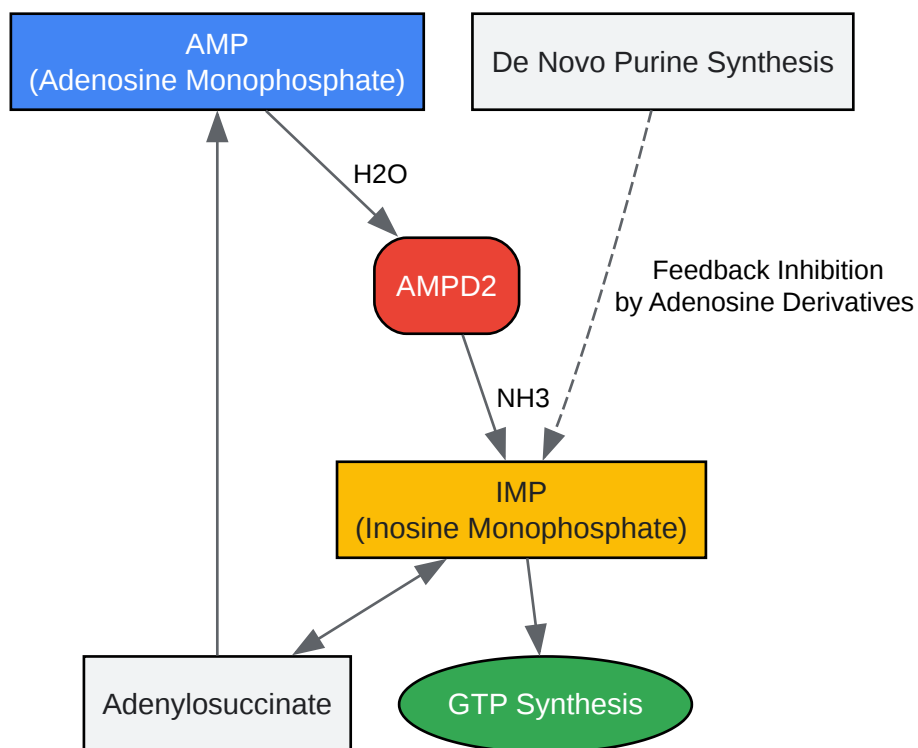 AMP
(Adenosine Monophosphate)
De Novo Purine Synthesis
H2O
Feedback Inhibition
by Adenosine Derivatives
AMPD2
NH3
IMP
(Inosine Monophosphate)
Adenylosuccinate
GTP Synthesis